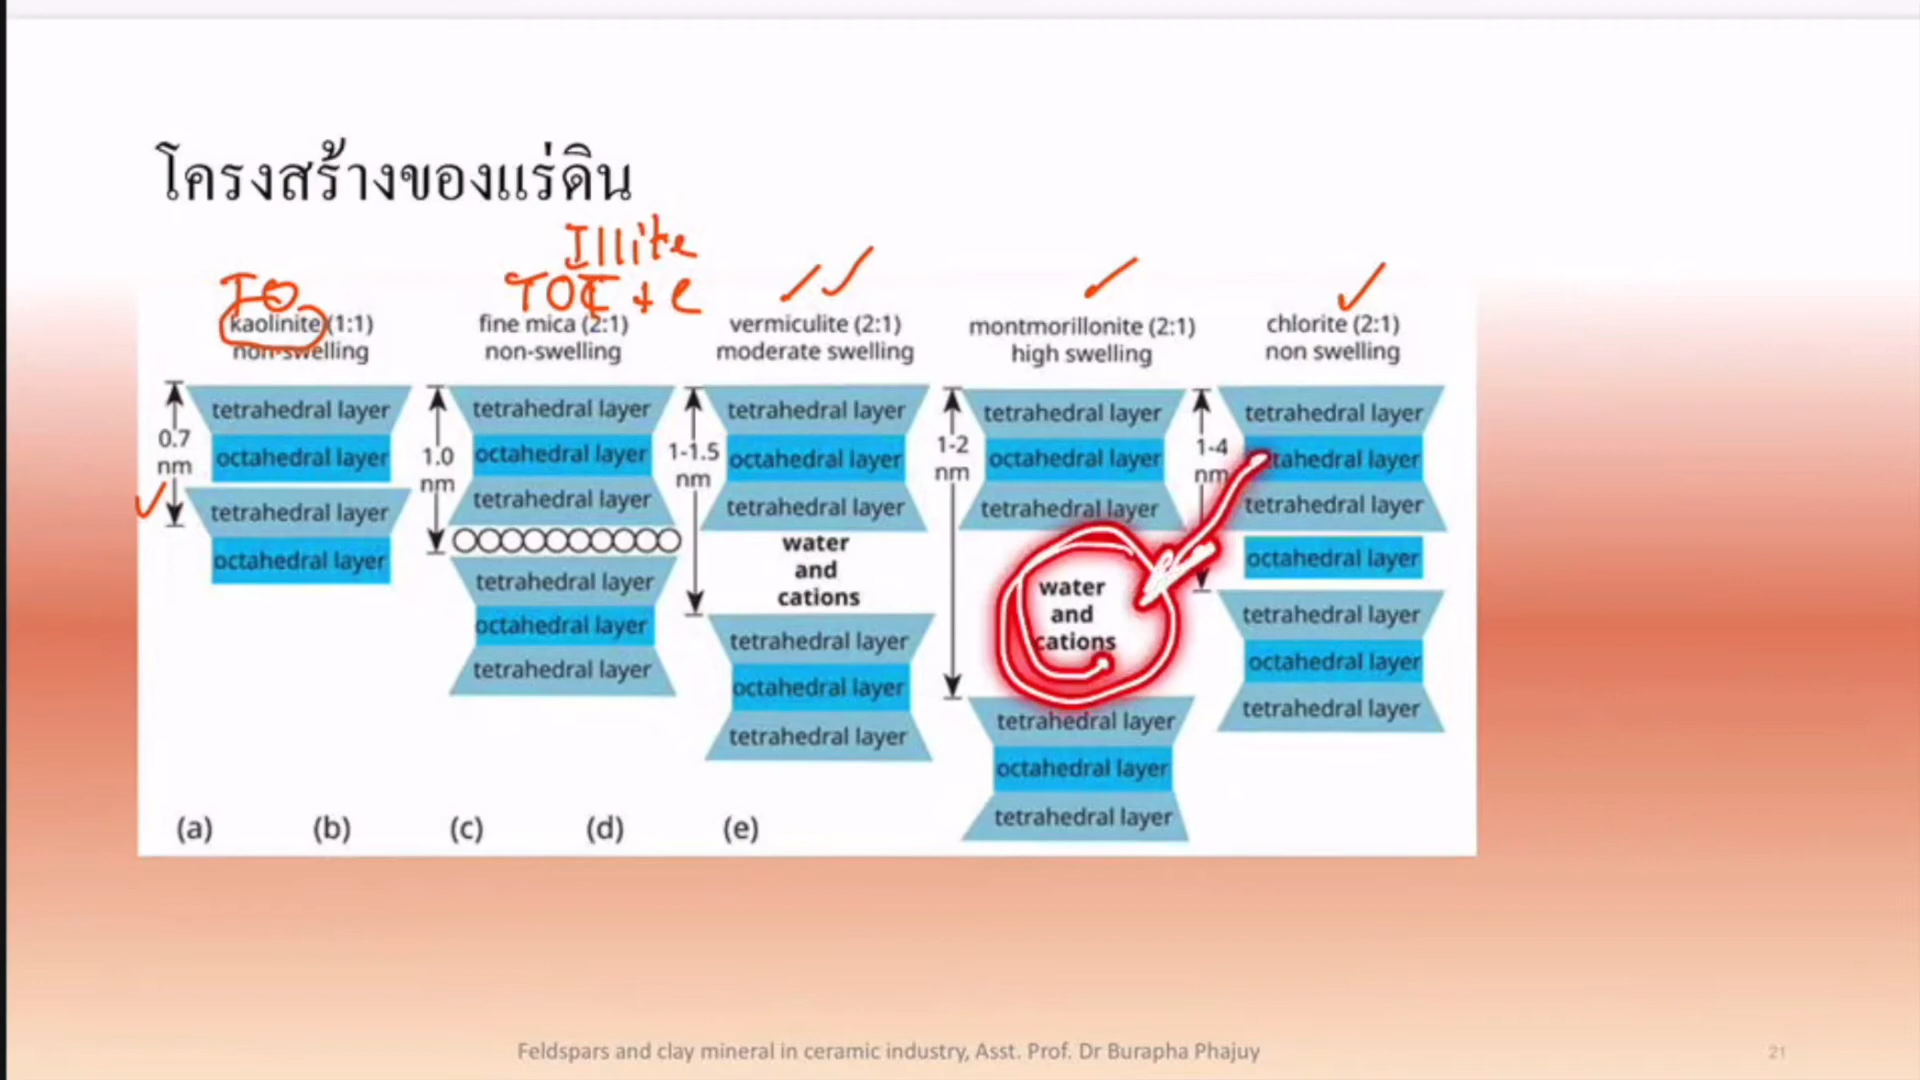 โครงสร้างของแร่ดิน
Illite
TO
TOT + c
kaolinite (1:1)
non-swelling
fine mica (2:1)
non-swelling
vermiculite (2:1)
moderate swelling
montmorillonite (2:1)
high swelling
chlorite (2:1)
non swelling
0.7
nm
tetrahedral layer
octahedral layer
tetrahedral layer
octahedral layer
1.0
nm
tetrahedral layer
octahedral layer
tetrahedral layer
tetrahedral layer
octahedral layer
tetrahedral layer
1-1.5
nm
tetrahedral layer
octahedral layer
tetrahedral layer
water
and
cations
tetrahedral layer
octahedral layer
tetrahedral layer
1-2
nm
tetrahedral layer
octahedral layer
tetrahedral layer
water
and
cations
tetrahedral layer
octahedral layer
tetrahedral layer
1-4
nm
tetrahedral layer
octahedral layer
tetrahedral layer
octahedral layer
tetrahedral layer
octahedral layer
tetrahedral layer
(a) (b) (c) (d) (e)
Feldspars and clay mineral in ceramic industry, Asst. Prof. Dr Burapha Phajuy
21